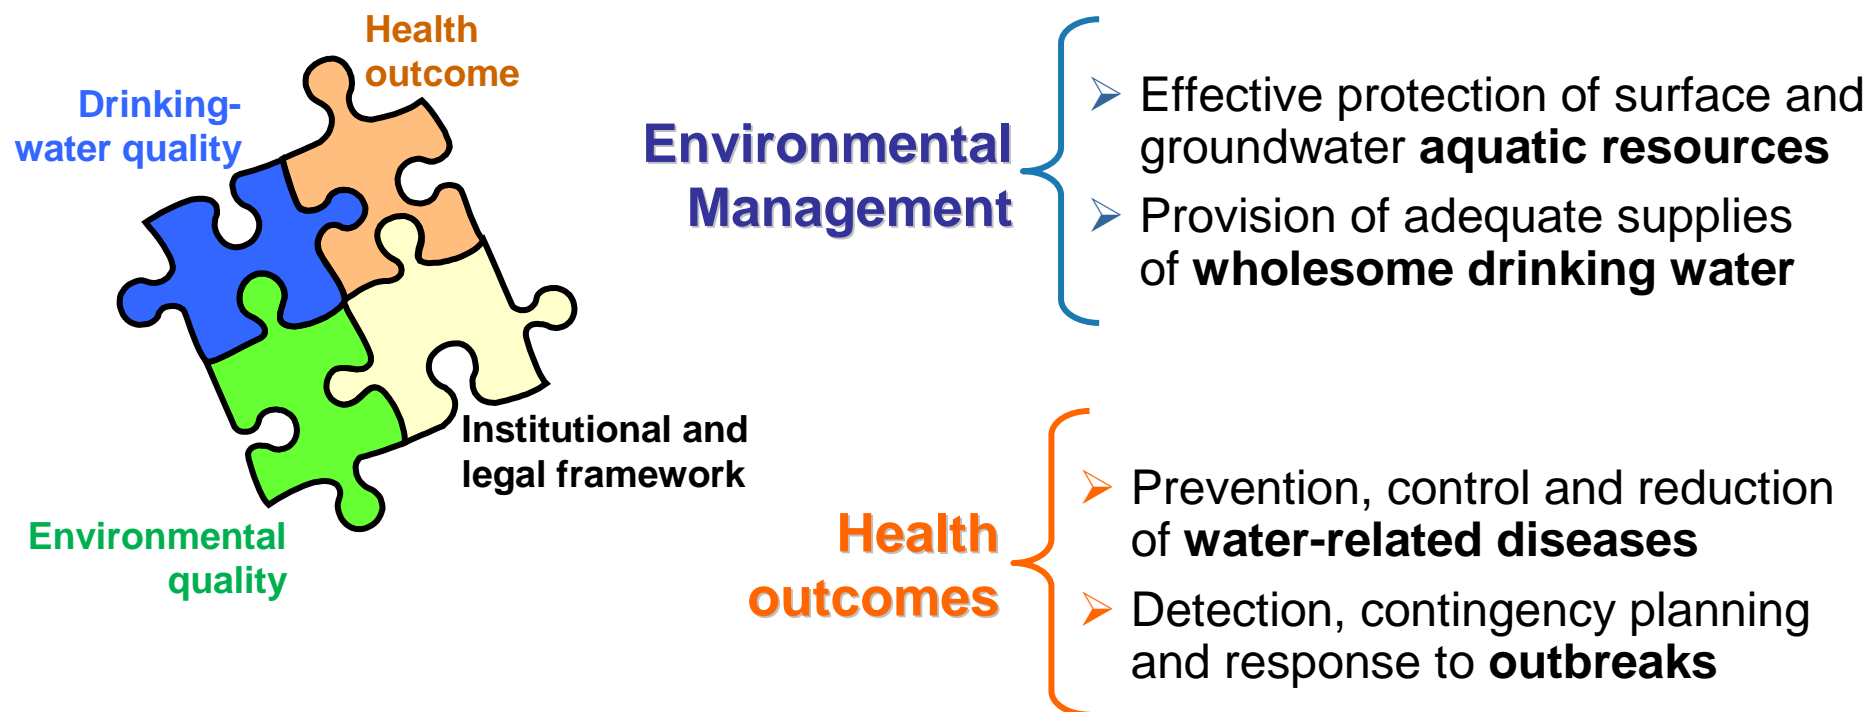 Health
outcome
Drinking-
water quality
Institutional and
legal framework
Environmental
quality
Environmental
Management
Effective protection of surface and
groundwater aquatic resources
Provision of adequate supplies
of wholesome drinking water
Health
outcomes
Prevention, control and reduction
of water-related diseases
Detection, contingency planning
and response to outbreaks